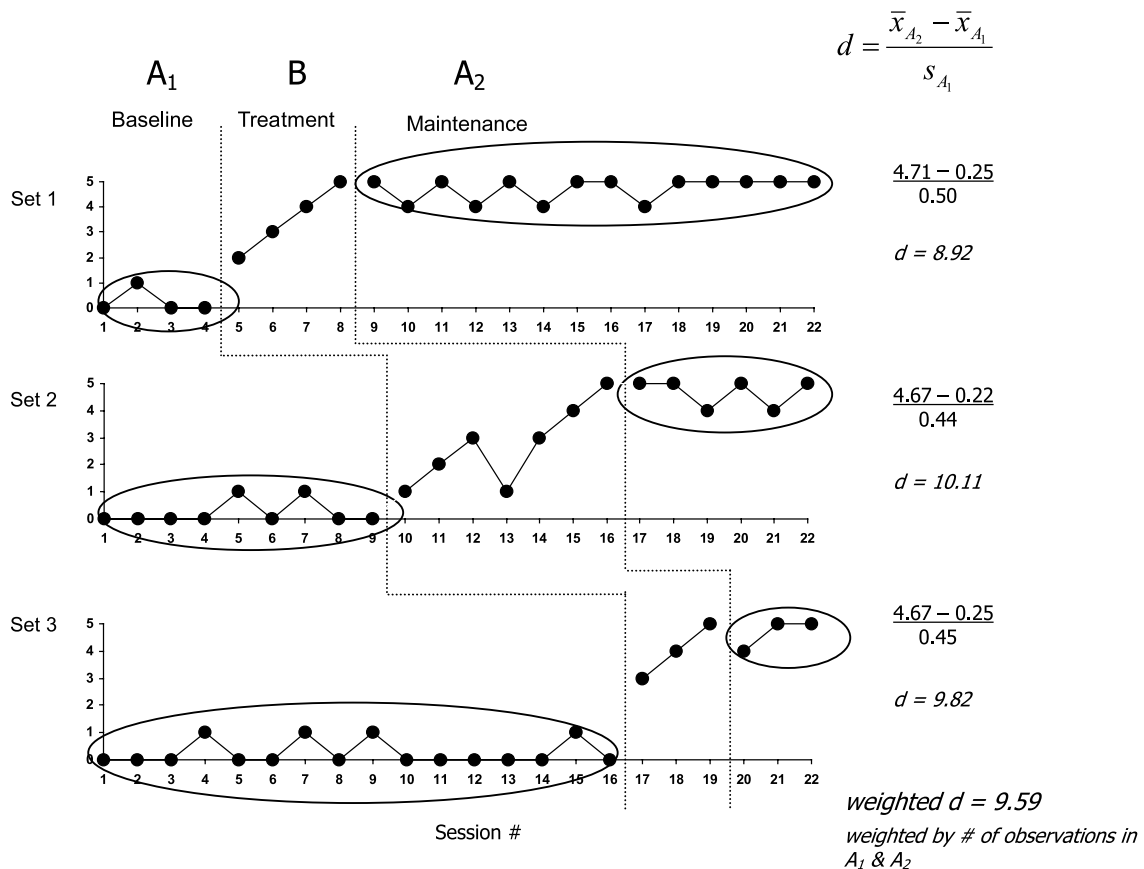 d = x̄A₂ − x̄A₁ / sA₁
A₁ B A₂
Baseline Treatment Maintenance
Set 1
5
4
3
2
1
0
1 2 3 4 5 6 7 8 9 10 11 12 13 14 15 16 17 18 19 20 21 22
4.71 – 0.25
0.50
d = 8.92
Set 2
5
4
3
2
1
0
1 2 3 4 5 6 7 8 9 10 11 12 13 14 15 16 17 18 19 20 21 22
4.67 – 0.22
0.44
d = 10.11
Set 3
5
4
3
2
1
0
1 2 3 4 5 6 7 8 9 10 11 12 13 14 15 16 17 18 19 20 21 22
4.67 – 0.25
0.45
d = 9.82
Session #
weighted d = 9.59
weighted by # of observations in
A₁ & A₂